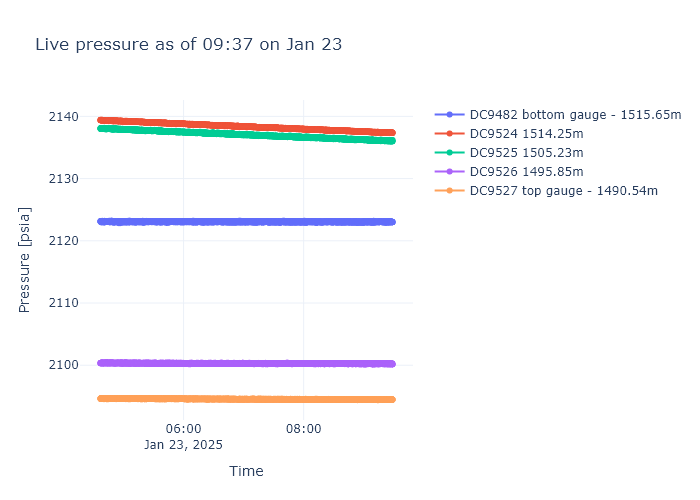 Live pressure as of 09:37 on Jan 23
DC9482 bottom gauge - 1515.65m
DC9524 1514.25m
DC9525 1505.23m
DC9526 1495.85m
DC9527 top gauge - 1490.54m
Pressure [psia]
2140
2130
2120
2110
2100
06:00
08:00
Jan 23, 2025
Time